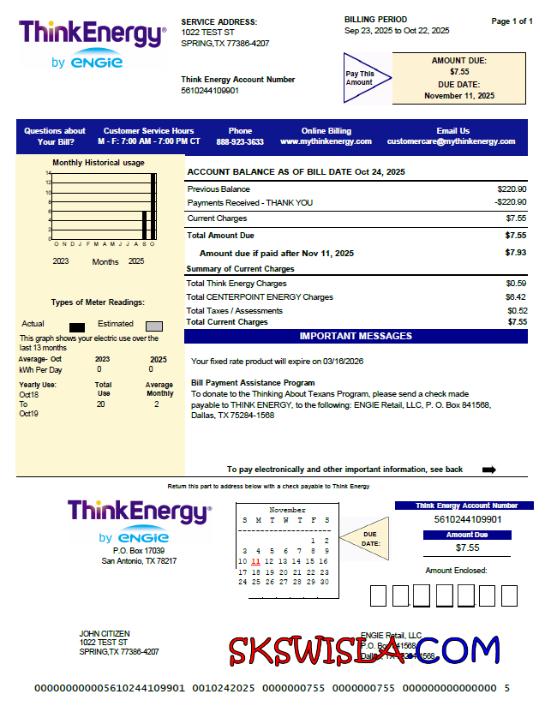 ThinkEnergy®
by ENGIE
SERVICE ADDRESS:
1022 TEST ST
SPRING,TX 77386-4207
Think Energy Account Number
5610244109901
BILLING PERIOD
Sep 23, 2025 to Oct 22, 2025
Page 1 of 1
Pay This
Amount
AMOUNT DUE:
$7.55
DUE DATE:
November 11, 2025
Questions about
Your Bill?
Customer Service Hours
M - F: 7:00 AM - 7:00 PM CT
Phone
888-923-3633
Online Billing
www.mythinkenergy.com
Email Us
customercare@mythinkenergy.com
Monthly Historical usage
14
12
10
8
6
4
2
0
O N D J F M A M J J A S O
2023 Months 2025
Types of Meter Readings:
Actual Estimated
This graph shows your electric use over the
last 13 months
Average- Oct 2023 2025
kWh Per Day 0 0
Yearly Use: Total Average
Oct18 Use Monthly
To 20 2
Oct19
ACCOUNT BALANCE AS OF BILL DATE Oct 24, 2025
Previous Balance $220.90
Payments Received - THANK YOU -$220.90
Current Charges $7.55
Total Amount Due $7.55
Amount due if paid after Nov 11, 2025 $7.93
Summary of Current Charges
Total Think Energy Charges $0.59
Total CENTERPOINT ENERGY Charges $6.42
Total Taxes / Assessments $0.52
Total Current Charges $7.55
IMPORTANT MESSAGES
Your fixed rate product will expire on 03/16/2026
Bill Payment Assistance Program
To donate to the Thinking About Texans Program, please send a check made
payable to THINK ENERGY, to the following: ENGIE Retail, LLC, P. O. Box 841568,
Dallas, TX 75284-1568
To pay electronically and other important information, see back
Return this part to address below with a check payable to Think Energy
ThinkEnergy®
by ENGIE
P.O. Box 17039
San Antonio, TX 78217
November
S M T W T F S
1 2
3 4 5 6 7 8 9
10 11 12 13 14 15 16
17 18 19 20 21 22 23
24 25 26 27 28 29 30
DUE
DATE:
Think Energy Account Number
5610244109901
Amount Due
$7.55
Amount Enclosed:
JOHN CITIZEN
1022 TEST ST
SPRING,TX 77386-4207
ENGIE Retail, LLC
SKSWISLA.COM
00000000005610244109901 0010242025 0000000755 0000000755 00000000000000 5